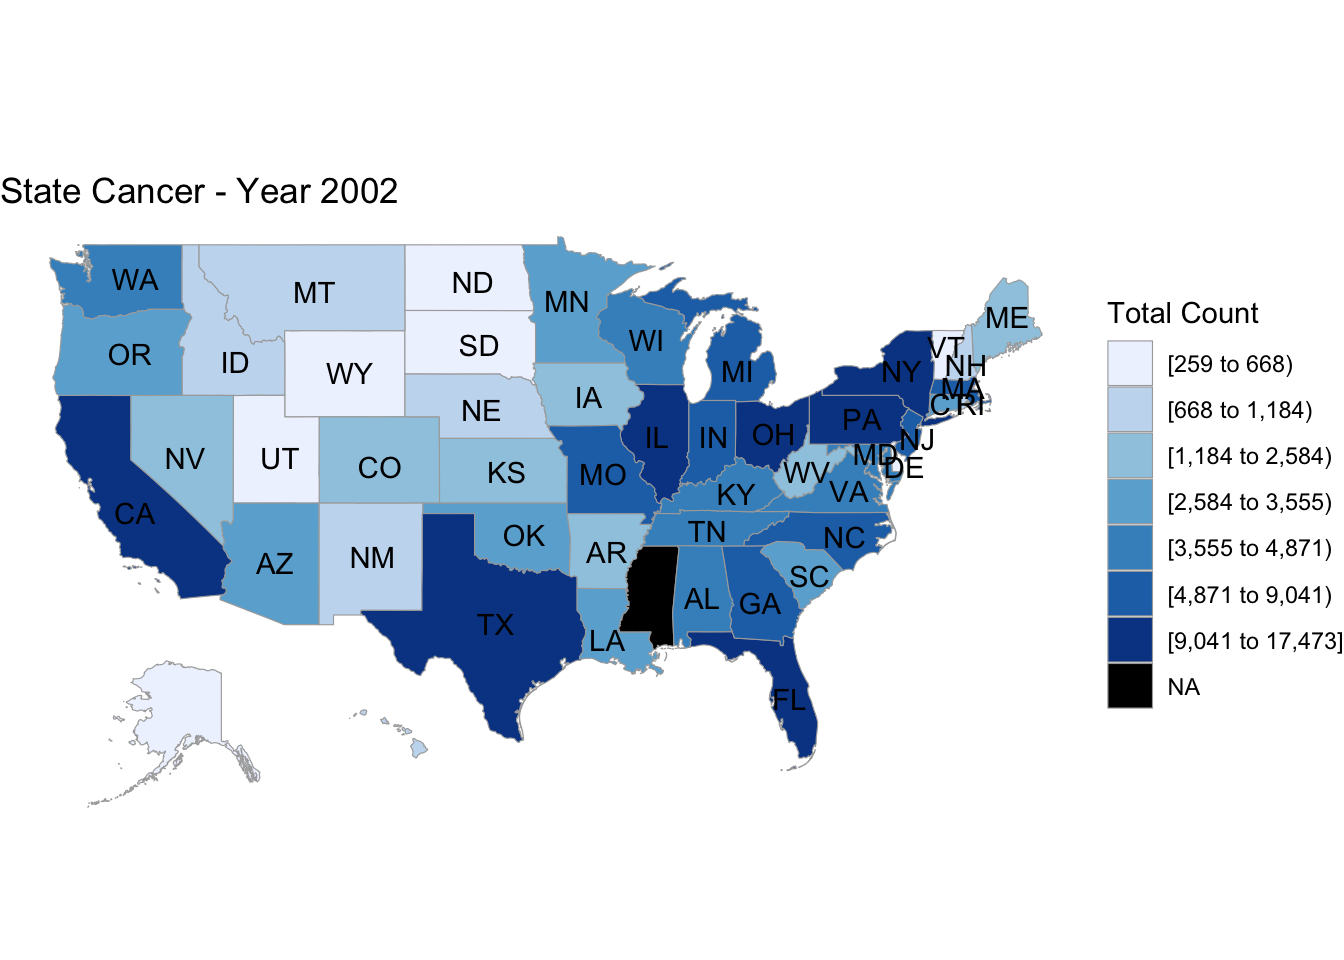 State Cancer - Year 2002
WA
MT
ND
MN
ME
OR
ID
SD
WI
VT
NH
WY
MI
NY
MA
NE
IA
CT
RI
PA
NV
UT
CO
KS
MO
IL
IN
OH
NJ
MD
DE
WV
CA
KY
VA
AZ
NM
OK
AR
TN
NC
SC
TX
LA
AL
GA
FL
Total Count
[259 to 668)
[668 to 1,184)
[1,184 to 2,584)
[2,584 to 3,555)
[3,555 to 4,871)
[4,871 to 9,041)
[9,041 to 17,473]
NA